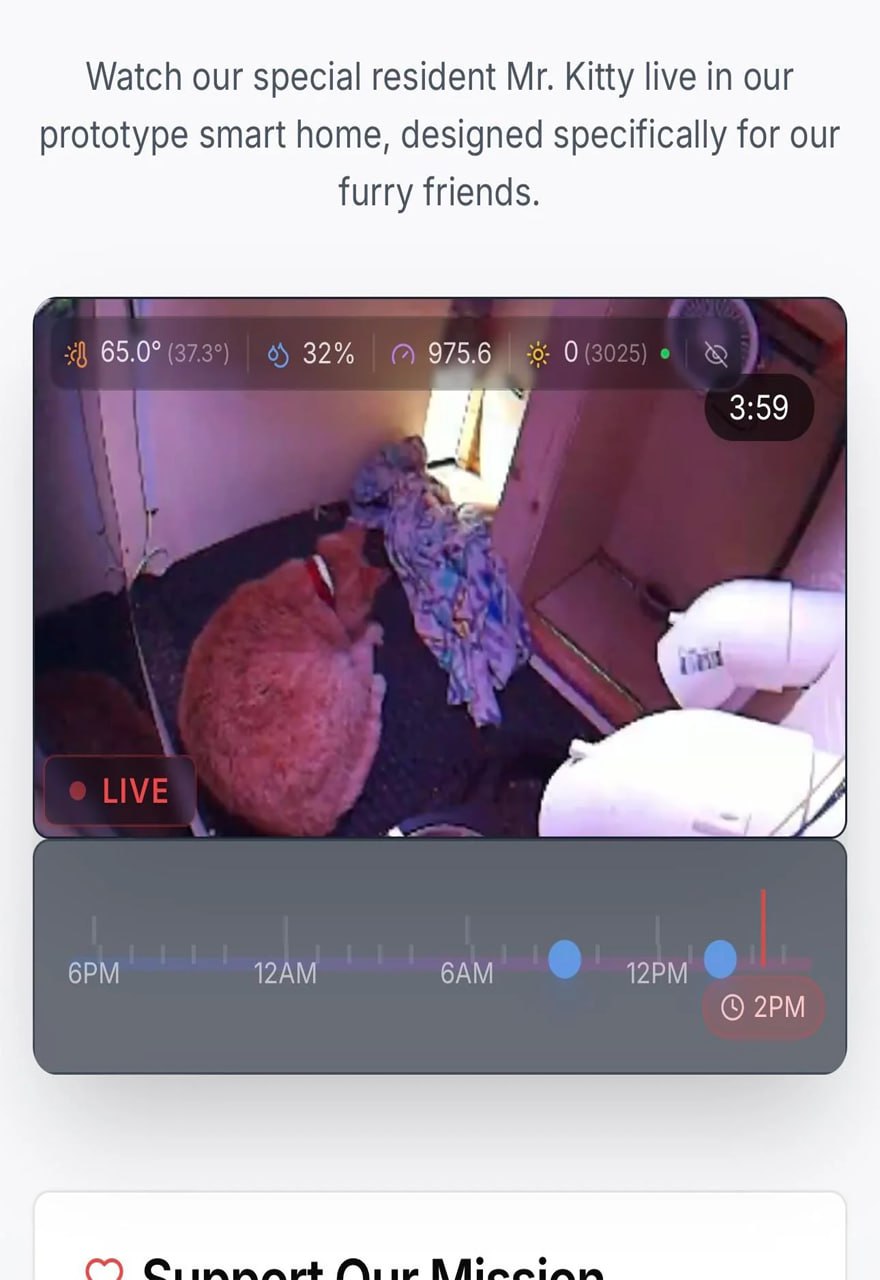 Watch our special resident Mr. Kitty live in our
prototype smart home, designed specifically for our
furry friends.
65.0° (37.3°) 32% 975.6 0 (3025)
3:59
LIVE
6PM 12AM 6AM 12PM
2PM
Support Our Mission